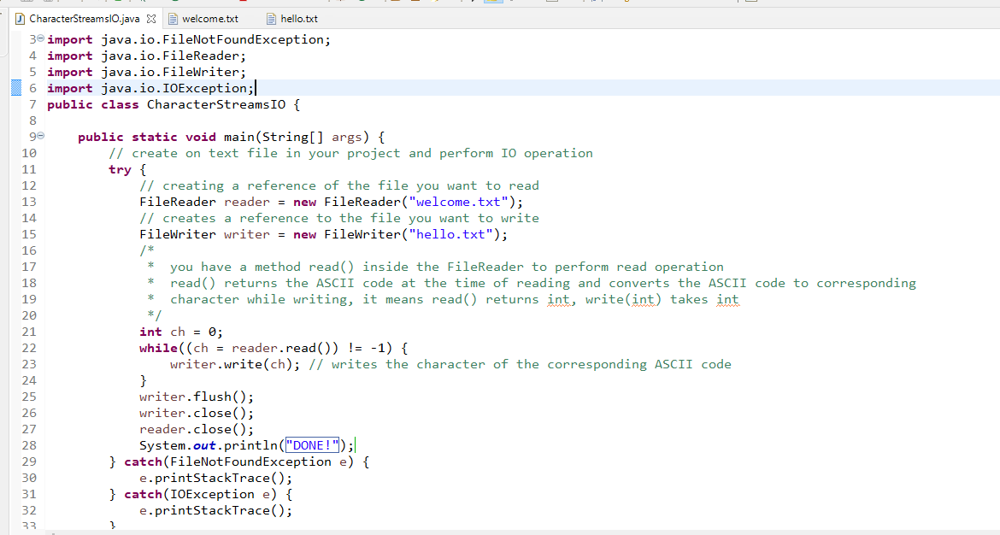 CharacterStreamsIO.java welcome.txt hello.txt
3 import java.io.FileNotFoundException;
4 import java.io.FileReader;
5 import java.io.FileWriter;
6 import java.io.IOException;
7 public class CharacterStreamsIO {
8
9 public static void main(String[] args) {
10 // create on text file in your project and perform IO operation
11 try {
12 // creating a reference of the file you want to read
13 FileReader reader = new FileReader("welcome.txt");
14 // creates a reference to the file you want to write
15 FileWriter writer = new FileWriter("hello.txt");
16 /*
17 * you have a method read() inside the FileReader to perform read operation
18 * read() returns the ASCII code at the time of reading and converts the ASCII code to corresponding
19 * character while writing, it means read() returns int, write(int) takes int
20 */
21 int ch = 0;
22 while((ch = reader.read()) != -1) {
23 writer.write(ch); // writes the character of the corresponding ASCII code
24 }
25 writer.flush();
26 writer.close();
27 reader.close();
28 System.out.println("DONE!");
29 } catch(FileNotFoundException e) {
30 e.printStackTrace();
31 } catch(IOException e) {
32 e.printStackTrace();
33 }